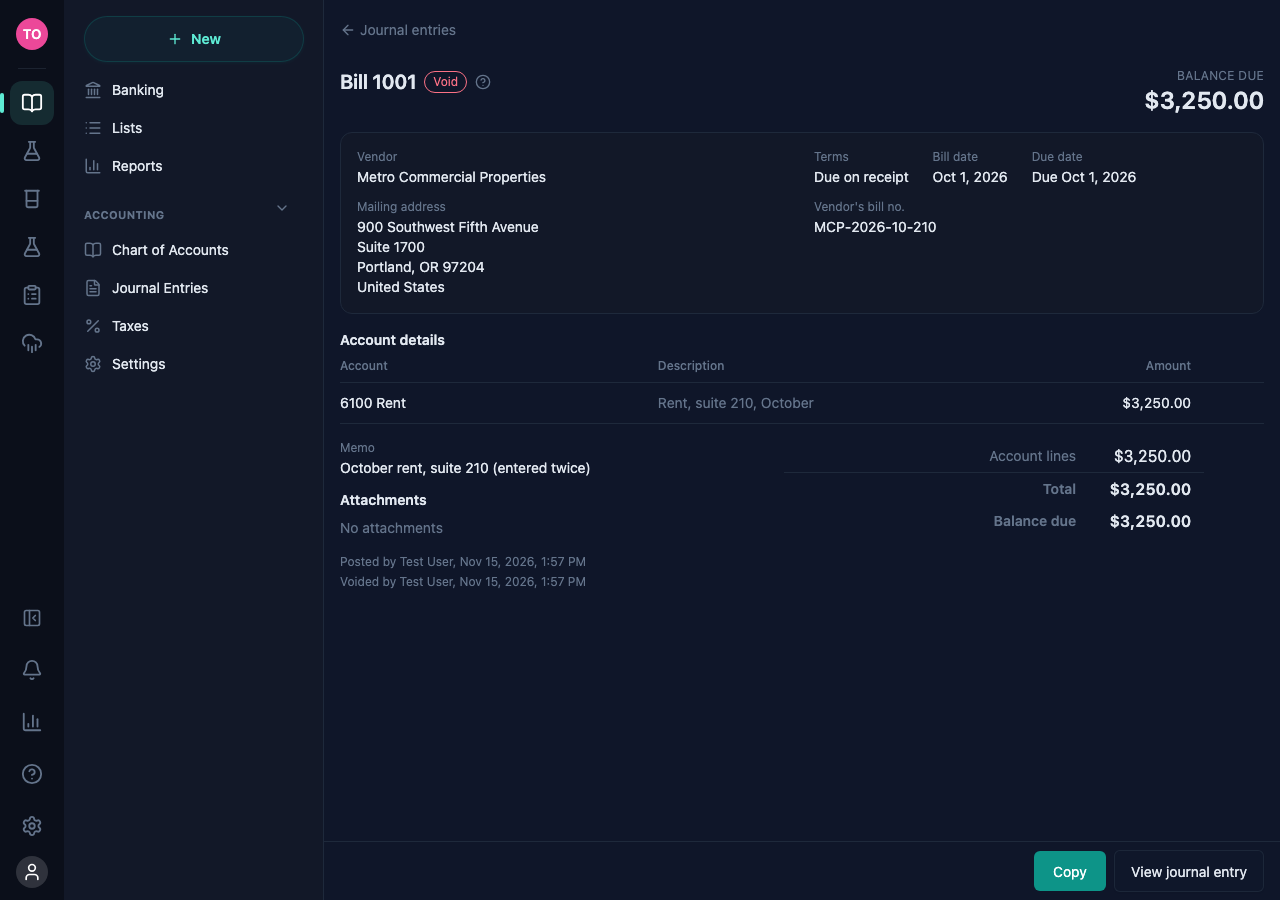 TO
New
Banking
Lists
Reports
ACCOUNTING
Chart of Accounts
Journal Entries
Taxes
Settings
Journal entries
Bill 1001 Void
BALANCE DUE
$3,250.00
Vendor
Metro Commercial Properties
Terms
Due on receipt
Bill date
Oct 1, 2026
Due date
Due Oct 1, 2026
Mailing address
900 Southwest Fifth Avenue
Suite 1700
Portland, OR 97204
United States
Vendor's bill no.
MCP-2026-10-210
Account details
Account Description Amount
6100 Rent Rent, suite 210, October $3,250.00
Memo
October rent, suite 210 (entered twice)
Account lines $3,250.00
Total $3,250.00
Balance due $3,250.00
Attachments
No attachments
Posted by Test User, Nov 15, 2026, 1:57 PM
Voided by Test User, Nov 15, 2026, 1:57 PM
Copy
View journal entry